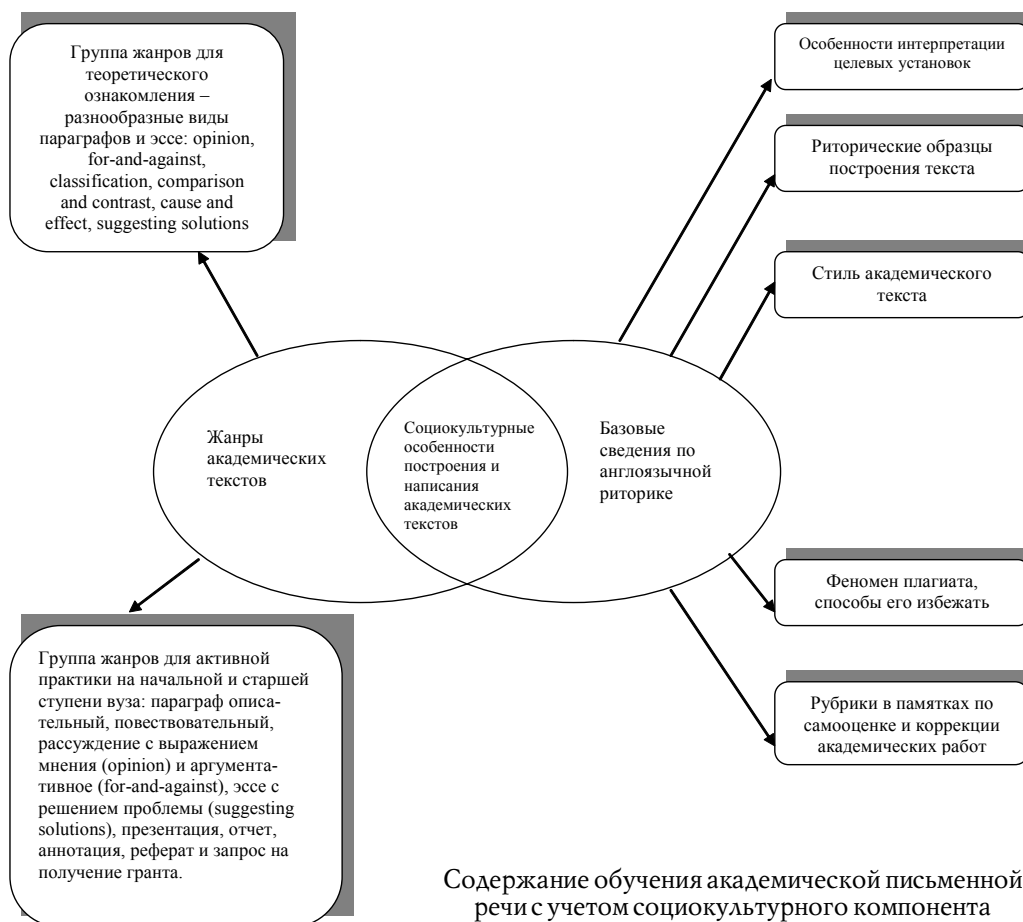 Группа жанров для
теоретического
ознакомления –
разнообразные виды
параграфов и эссе: opinion,
for-and-against,
classification, comparison
and contrast, cause and
effect, suggesting solutions
Особенности интерпретации
целевых установок
Риторические образцы
построения текста
Стиль академического
текста
Жанры
академических
текстов
Социокультурные
особенности
построения и
написания
академических
текстов
Базовые
сведения по
англоязычной
риторике
Феномен плагиата,
способы его избежать
Рубрики в памятках по
самооценке и коррекции
академических работ
Группа жанров для активной
практики на начальной и старшей
ступени вуза: параграф описа-
тельный, повествовательный,
рассуждение с выражением
мнения (opinion) и аргумента-
тивное (for-and-against), эссе с
решением проблемы (suggesting
solutions), презентация, отчет,
аннотация, реферат и запрос на
получение гранта.
Содержание обучения академической письменной
речи с учетом социокультурного компонента